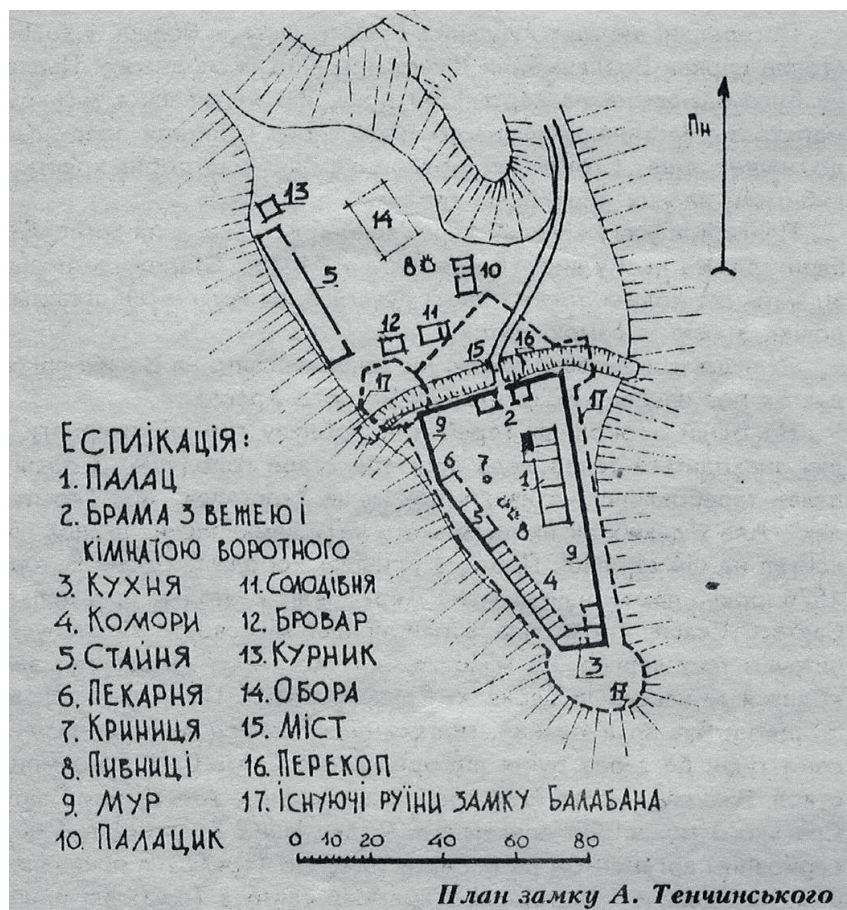 Пн
13
14
5
8
10
11
12
15
16
17
2
17
9
6
7
1
5
8
9
4
3
17
ЕСПЛІКАЦІЯ:
1. ПАЛАЦ
2. БРАМА З ВЕЖЕЮ І
КІМНАТОЮ ВОРОТНОГО
3. КУХНЯ 11. СОЛОДІВНЯ
4. КОМОРИ 12. БРОВАР
5. СТАЙНЯ 13. КУРНИК
6. ПЕКАРНЯ 14. ОБОРА
7. КРИНИЦЯ 15. МІСТ
8. ПИВНИЦІ 16. ПЕРЕКОП
9. МУР 17. ІСНУЮЧІ РУЇНИ ЗАМКУ БАЛАБАНА
10. ПАЛАЦИК 0 10 20 40 60 80
План замку А. Тенчинського